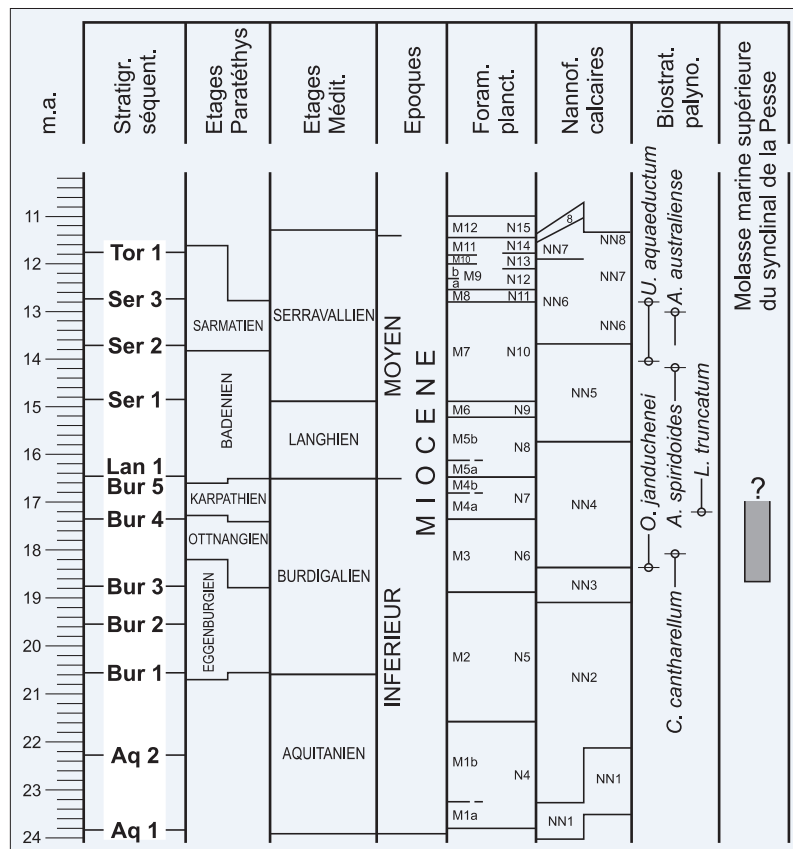 m.a.
Stratigr.
séquent.
Etages
Paratéthys
Etages
Médit.
Epoques
Foram.
planct.
Nannof.
calcaires
Biostrat.
palyno.
Molasse marine supérieure
du synclinal de la Pesse
11
12
13
14
15
16
17
18
19
20
21
22
23
24
Tor 1
Ser 3
Ser 2
Ser 1
Lan 1
Bur 5
Bur 4
Bur 3
Bur 2
Bur 1
Aq 2
Aq 1
SARMATIEN
BADENIEN
KARPATHIEN
OTTNANGIEN
EGGENBURGIEN
SERRAVALLIEN
LANGHIEN
BURDIGALIEN
AQUITANIEN
MOYEN
INFERIEUR
MIOCENE
M12 N15
M11 N14
M10 N13
b M9 N12
a
M8 N11
M7 N10
M6 N9
M5b N8
M5a
M4b N7
M4a
M3 N6
M2 N5
M1b N4
M1a
8
NN7 NN8
NN7
NN6
NN6
NN5
NN4
NN3
NN2
NN1
NN1
U. aquaeductum
A. australiense
O. janduchenei
A. spiridoides
L. truncatum
C. cantharellum
?